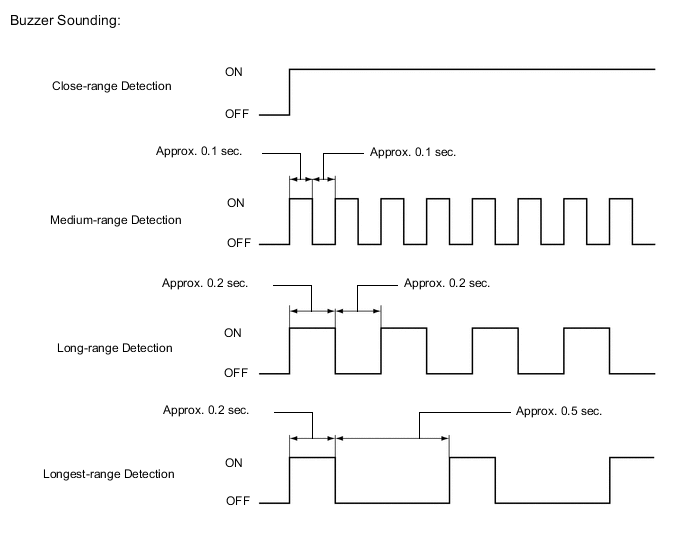 Buzzer Sounding:
ON
Close-range Detection
OFF
Approx. 0.1 sec. Approx. 0.1 sec.
ON
Medium-range Detection
OFF
Approx. 0.2 sec. Approx. 0.2 sec.
ON
Long-range Detection
OFF
Approx. 0.2 sec. Approx. 0.5 sec.
ON
Longest-range Detection
OFF